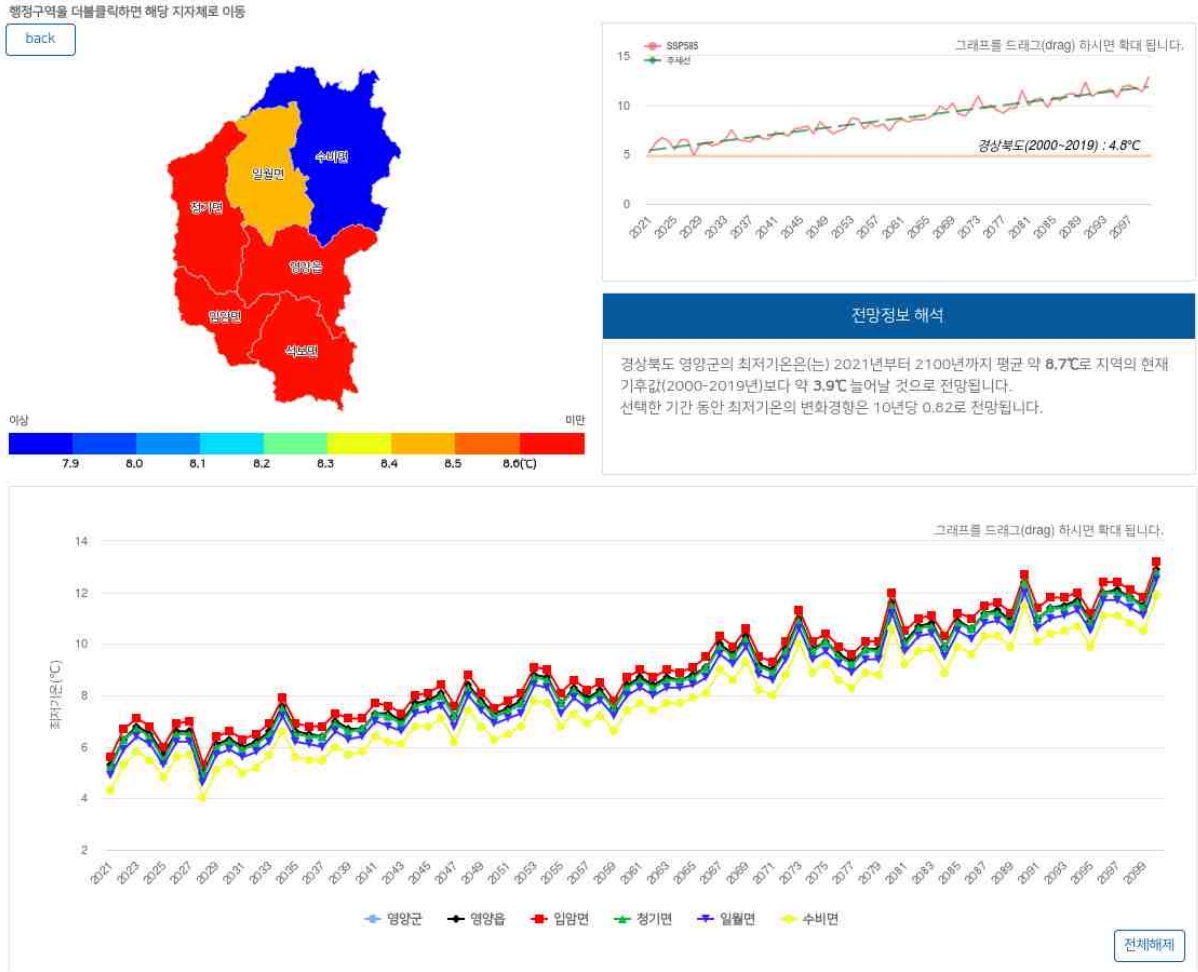 행정구역을 더블클릭하면 해당 지자체로 이동
back
수비면
일월면
청기면
영양읍
입암면
석보면
이상
미만
7.9 8.0 8.1 8.2 8.3 8.4 8.5 8.6(℃)
SSP585
추세선
그래프를 드래그(drag) 하시면 확대 됩니다.
15
10
5
0
경상북도(2000~2019) : 4.8℃
2021 2025 2029 2033 2037 2041 2045 2049 2053 2057 2061 2065 2069 2073 2077 2081 2085 2089 2093 2097
전망정보 해석
경상북도 영양군의 최저기온은(는) 2021년부터 2100년까지 평균 약 8.7℃로 지역의 현재
기후값(2000-2019년)보다 약 3.9℃ 늘어날 것으로 전망됩니다.
선택한 기간 동안 최저기온의 변화경향은 10년당 0.82로 전망됩니다.
그래프를 드래그(drag) 하시면 확대 됩니다.
최저기온(℃)
14
12
10
8
6
4
2
2021 2023 2025 2027 2029 2031 2033 2035 2037 2039 2041 2043 2045 2047 2049 2051 2053 2055 2057 2059 2061 2063 2065 2067 2069 2071 2073 2075 2077 2079 2081 2083 2085 2087 2089 2091 2093 2095 2097 2099
영양군 영양읍 입암면 청기면 일월면 수비면
전체해제